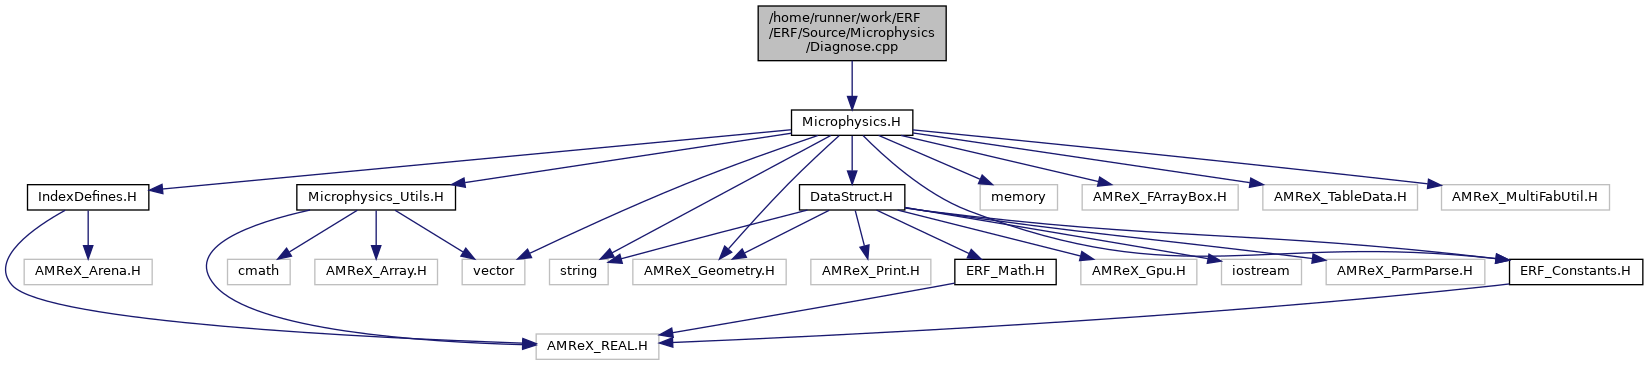 /home/runner/work/ERF
/ERF/Source/Microphysics
/Diagnose.cpp
Microphysics.H
IndexDefines.H
Microphysics_Utils.H
DataStruct.H
memory
AMReX_FArrayBox.H
AMReX_TableData.H
AMReX_MultiFabUtil.H
AMReX_Arena.H
cmath
AMReX_Array.H
vector
string
AMReX_Geometry.H
AMReX_Print.H
ERF_Math.H
AMReX_Gpu.H
iostream
AMReX_ParmParse.H
ERF_Constants.H
AMReX_REAL.H